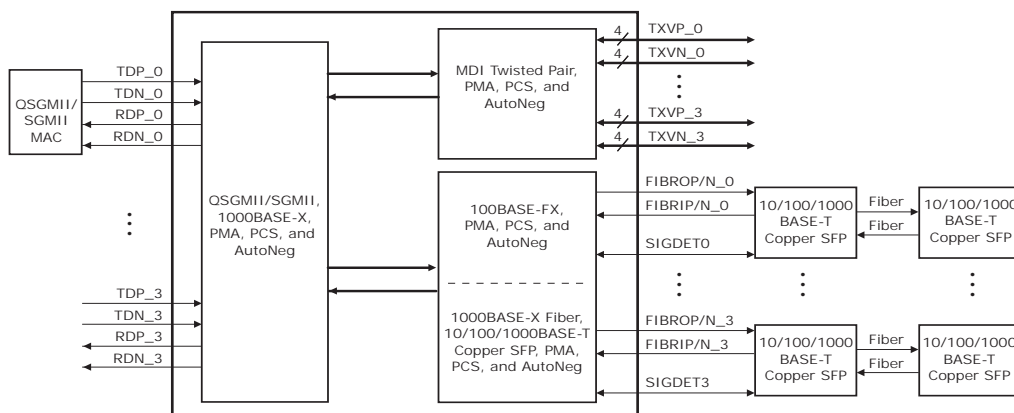 QSGMII/
SGMII
MAC
TDP_0
TDN_0
RDP_0
RDN_0
TDP_3
TDN_3
RDP_3
RDN_3
QSGMII/SGMII,
1000BASE-X,
PMA, PCS, and
AutoNeg
MDI Twisted Pair,
PMA, PCS, and
AutoNeg
4
TXVP_0
4
TXVN_0
4
TXVP_3
4
TXVN_3
100BASE-FX,
PMA, PCS, and
AutoNeg
1000BASE-X Fiber,
10/100/1000BASE-T
Copper SFP, PMA,
PCS, and AutoNeg
FIBROP/N_0
FIBRIP/N_0
SIGDET0
10/100/1000
BASE-T
Copper SFP
Fiber
Fiber
10/100/1000
BASE-T
Copper SFP
FIBROP/N_3
FIBRIP/N_3
SIGDET3
10/100/1000
BASE-T
Copper SFP
Fiber
Fiber
10/100/1000
BASE-T
Copper SFP